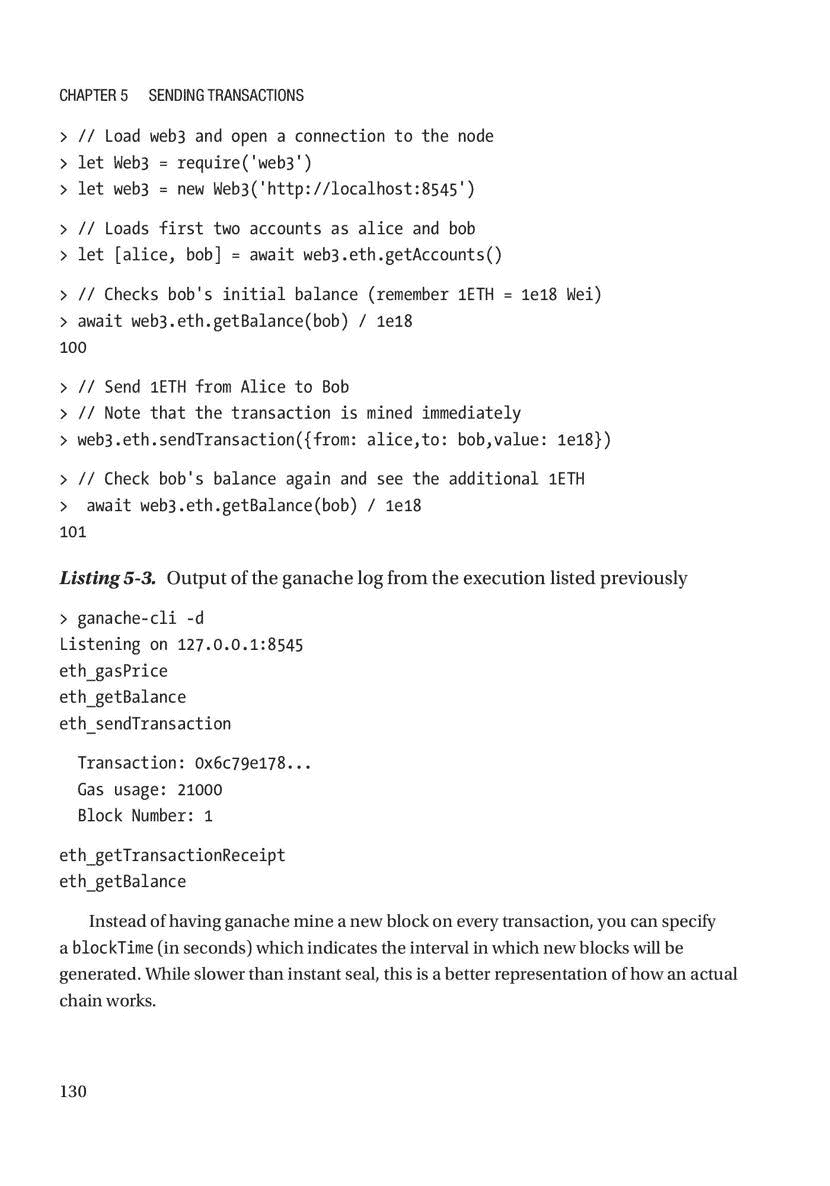 CHAPTER 5 SENDING TRANSACTIONS
> // Load web3 and open a connection to the node
> let Web3 = require('web3')
> let web3 = new Web3('http://localhost:8545')
> // Loads first two accounts as alice and bob
> let [alice, bob] = await web3.eth.getAccounts()
> // Checks bob's initial balance (remember 1ETH = 1e18 Wei)
> await web3.eth.getBalance(bob) / 1e18
100
> // Send 1ETH from Alice to Bob
> // Note that the transaction is mined immediately
> web3.eth.sendTransaction({from: alice,to: bob,value: 1e18})
> // Check bob's balance again and see the additional 1ETH
>  await web3.eth.getBalance(bob) / 1e18
101
Listing 5-3. Output of the ganache log from the execution listed previously
> ganache-cli -d
Listening on 127.0.0.1:8545
eth_gasPrice
eth_getBalance
eth_sendTransaction
Transaction: 0x6c79e178...
Gas usage: 21000
Block Number: 1
eth_getTransactionReceipt
eth_getBalance
Instead of having ganache mine a new block on every transaction, you can specify
a blockTime (in seconds) which indicates the interval in which new blocks will be
generated. While slower than instant seal, this is a better representation of how an actual
chain works.
130